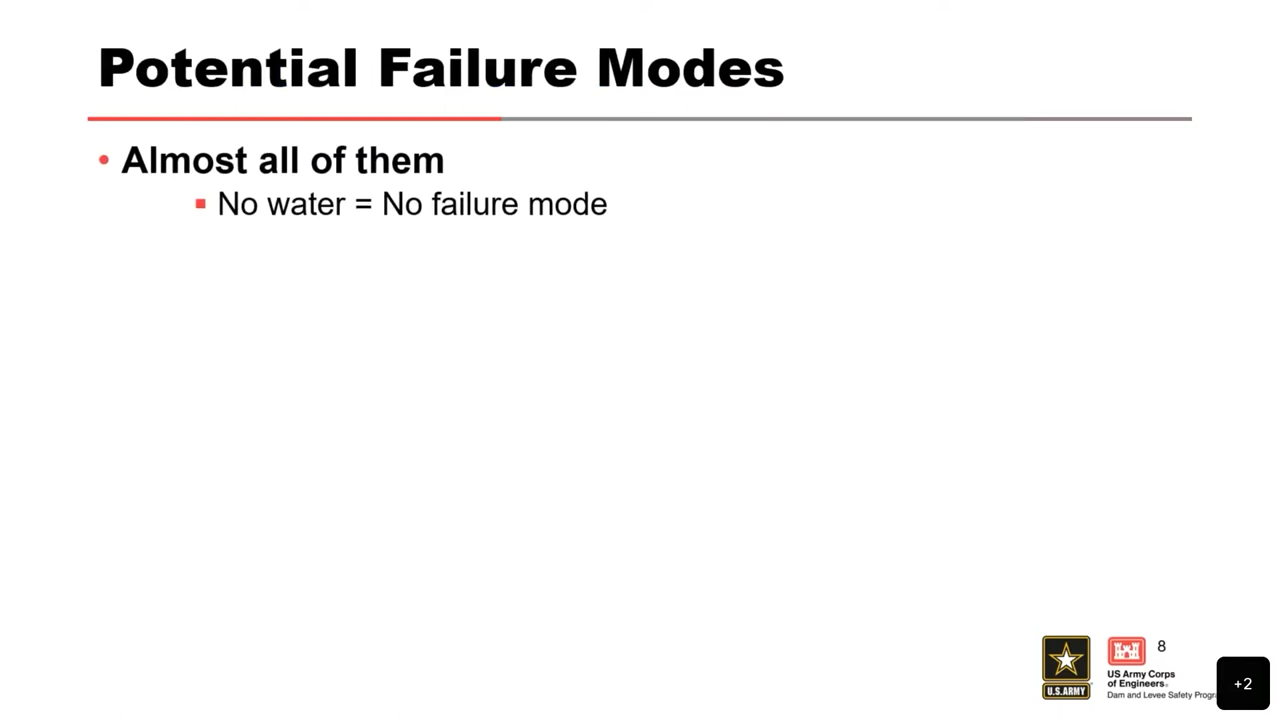 Potential Failure Modes
• Almost all of them
▪ No water = No failure mode
8
U.S.ARMY
US Army Corps
of Engineers®
Dam and Levee Safety
+2